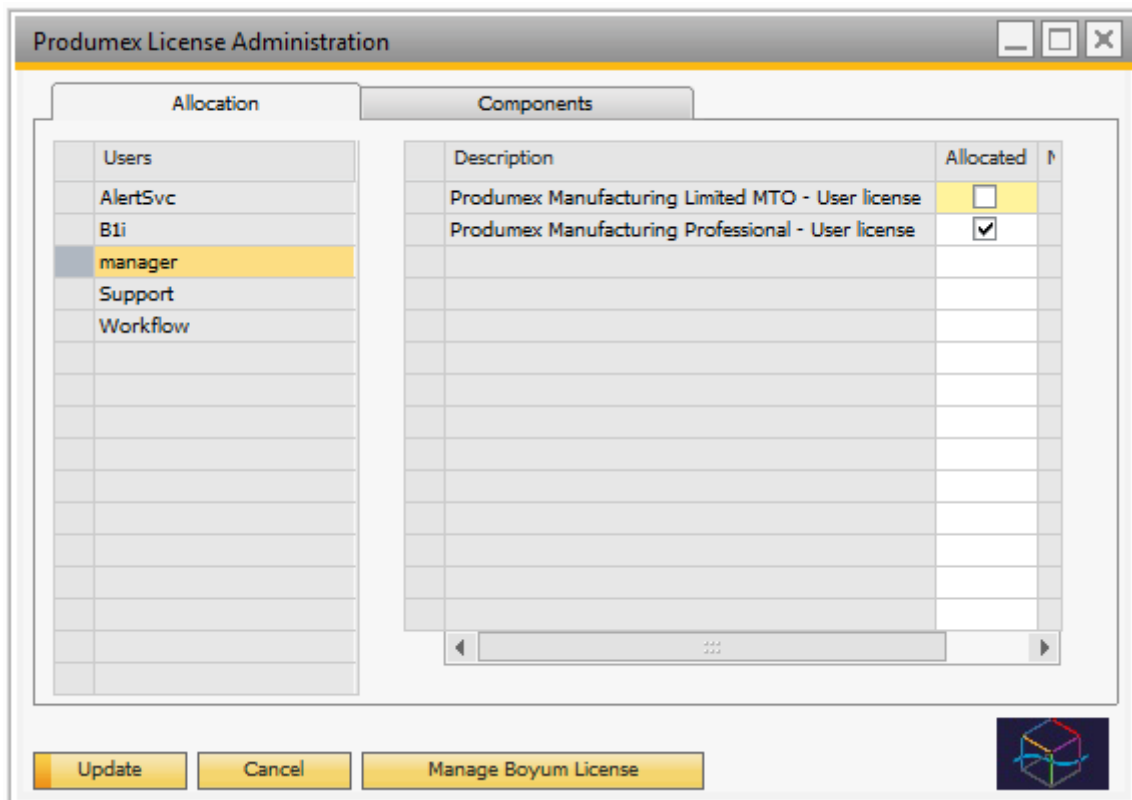 Produmex License Administration
Allocation
Components
Users
AlertSvc
B1i
manager
Support
Workflow
Description Allocated
Produmex Manufacturing Limited MTO - User license
Produmex Manufacturing Professional - User license
Update
Cancel
Manage Boyum License